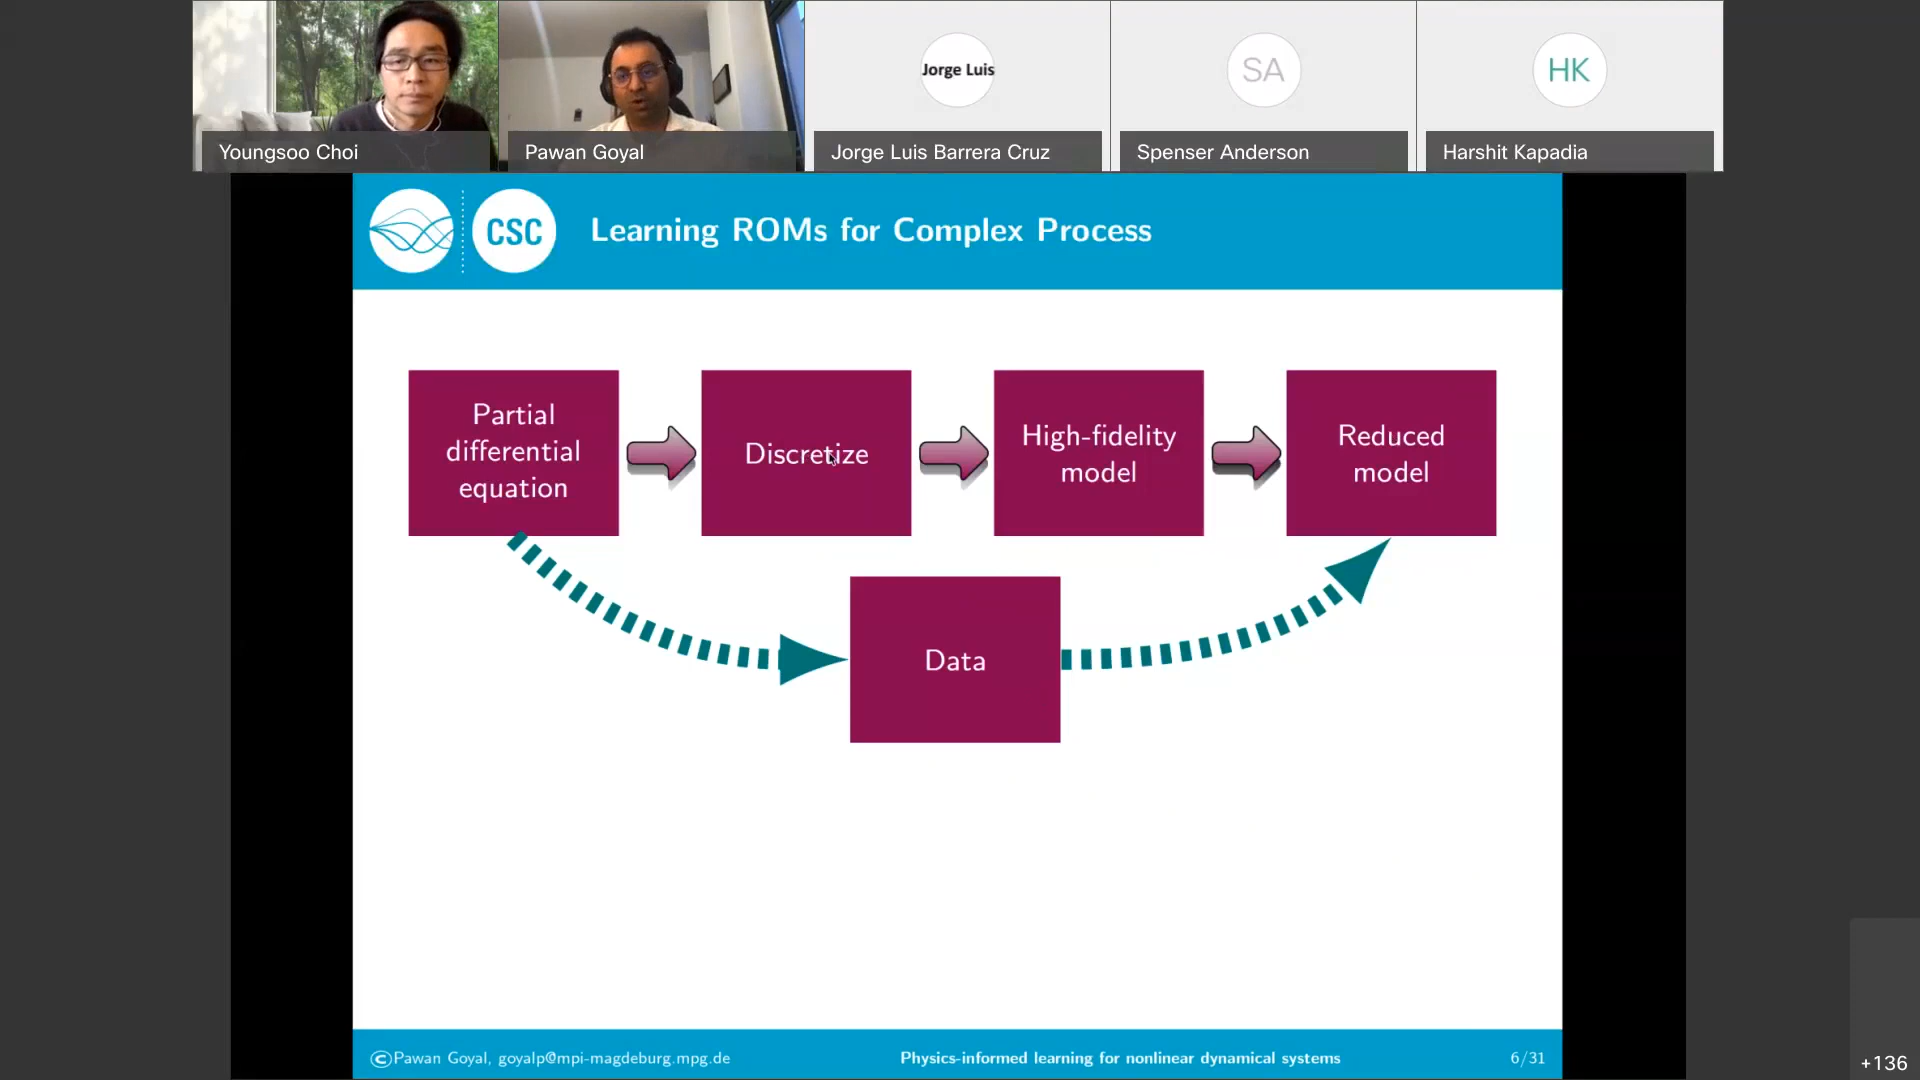 Youngsoo Choi
Pawan Goyal
Jorge Luis
Jorge Luis Barrera Cruz
SA
Spenser Anderson
HK
Harshit Kapadia
CSC
Learning ROMs for Complex Process
Partial
differential
equation
Discretize
High-fidelity
model
Reduced
model
Data
©Pawan Goyal, goyalp@mpi-magdeburg.mpg.de
Physics-informed learning for nonlinear dynamical systems
6/31
+136